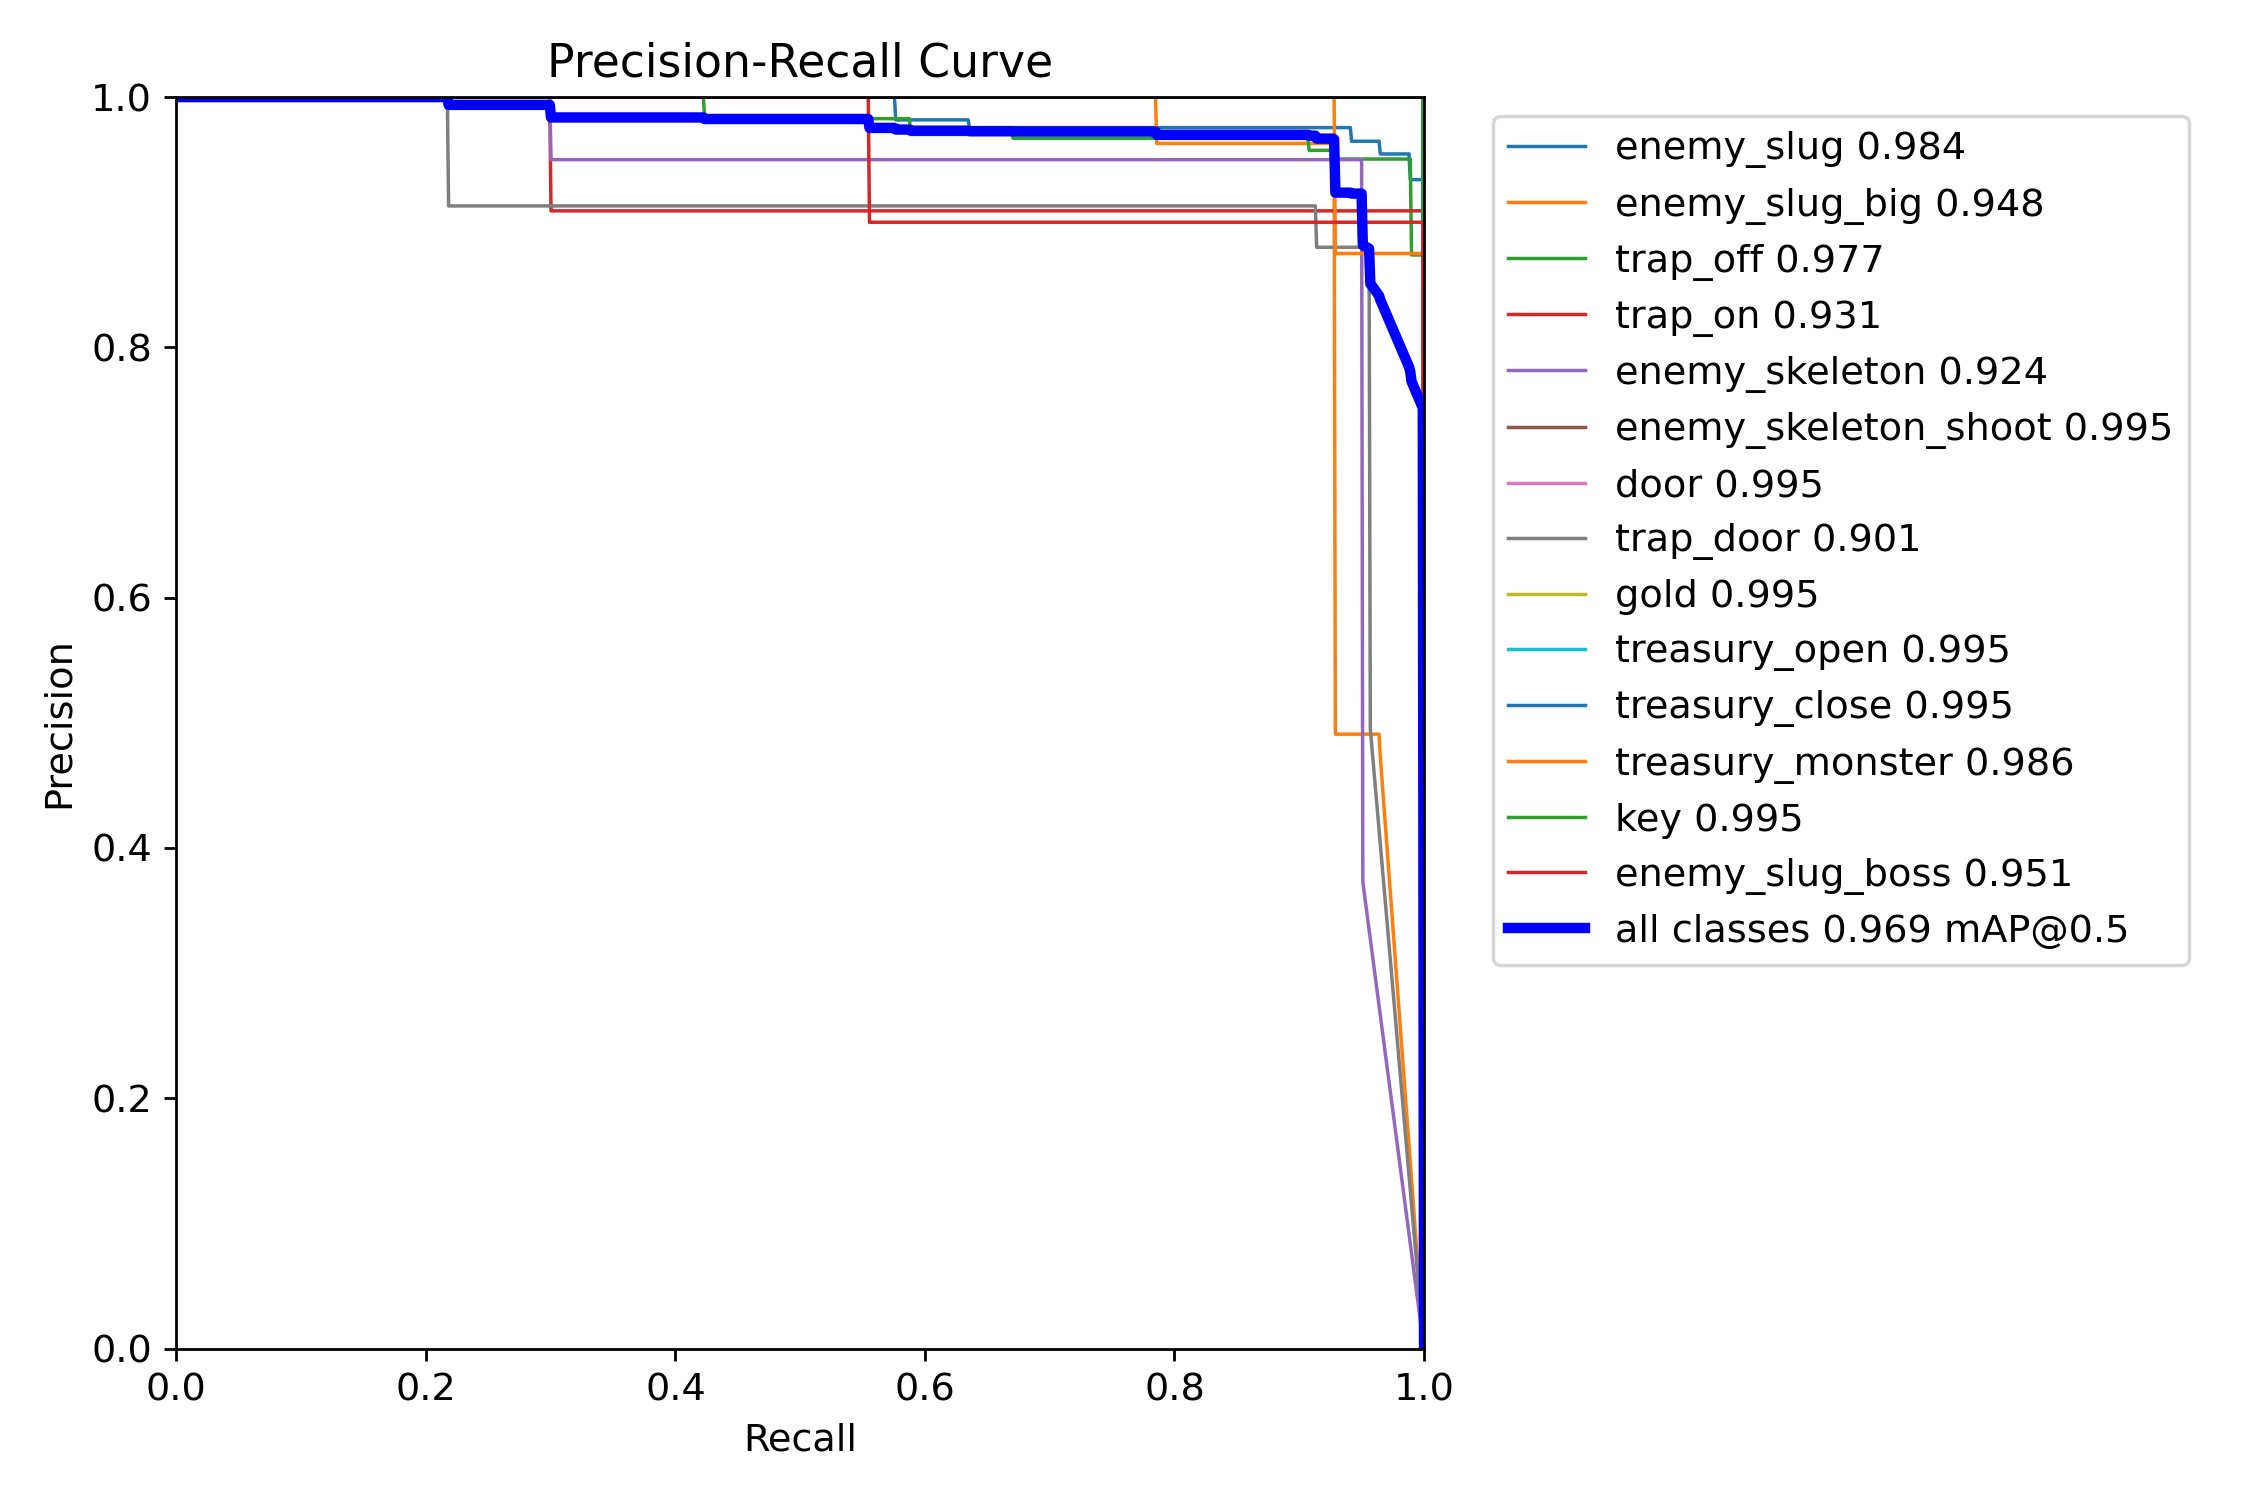 Precision-Recall Curve
1.0
0.8
0.6
0.4
0.2
0.0
Precision
0.0 0.2 0.4 0.6 0.8 1.0
Recall
enemy_slug 0.984
enemy_slug_big 0.948
trap_off 0.977
trap_on 0.931
enemy_skeleton 0.924
enemy_skeleton_shoot 0.995
door 0.995
trap_door 0.901
gold 0.995
treasury_open 0.995
treasury_close 0.995
treasury_monster 0.986
key 0.995
enemy_slug_boss 0.951
all classes 0.969 mAP@0.5